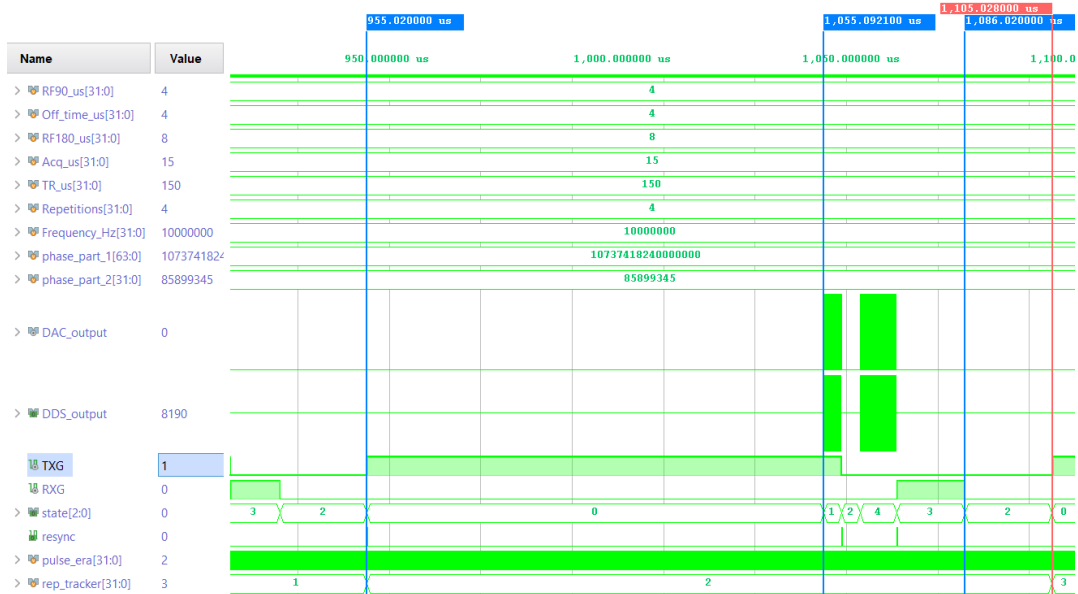 1,105.028000 us
955.020000 us 1,055.092100 us 1,086.020000 us
Name Value 950.000000 us 1,000.000000 us 1,050.000000 us 1,100.0
RF90_us[31:0] 4 4
Off_time_us[31:0] 4 4
RF180_us[31:0] 8 8
Acq_us[31:0] 15 15
TR_us[31:0] 150 150
Repetitions[31:0] 4 4
Frequency_Hz[31:0] 10000000 10000000
phase_part_1[63:0] 107374182 10737418240000000
phase_part_2[31:0] 85899345 85899345
DAC_output 0
DDS_output 8190
TXG 1
RXG 0
state[2:0] 0 3 2 0 1 2 4 3 2 0
resync 0
pulse_era[31:0] 2
rep_tracker[31:0] 3 1 2 3